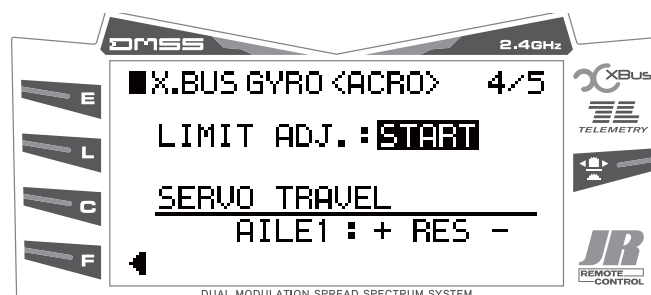 DMSS 2.4GHz
■X.BUS GYRO <ACRO> 4/5
LIMIT ADJ. : START
SERVO TRAVEL
AILE1 : + RES -
E
L
C
F
XBus
TELEMETRY
JR
REMOTE
CONTROL
DUAL MODULATION SPREAD SPECTRUM SYSTEM